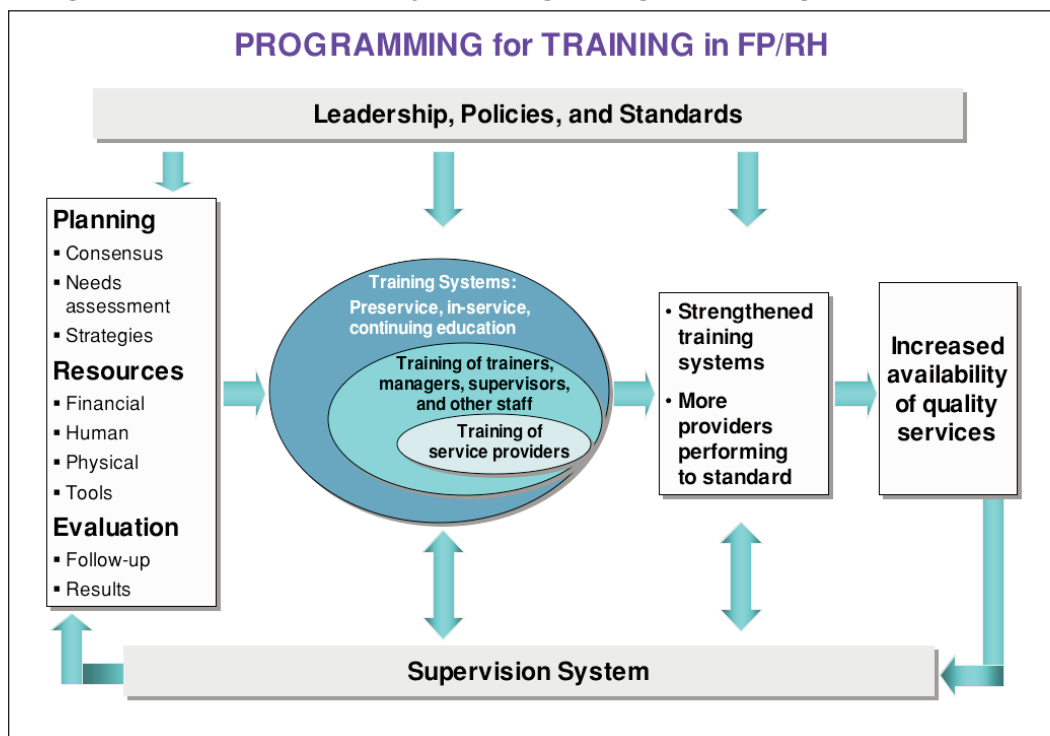 PROGRAMMING for TRAINING in FP/RH
Leadership, Policies, and Standards
Planning
▪ Consensus
▪ Needs
assessment
▪ Strategies
Resources
▪ Financial
▪ Human
▪ Physical
▪ Tools
Evaluation
▪ Follow-up
▪ Results
Training Systems:
Preservice, in-service,
continuing education
Training of trainers,
managers, supervisors,
and other staff
Training of
service providers
• Strengthened
training
systems
• More
providers
performing
to standard
Increased
availability
of quality
services
Supervision System